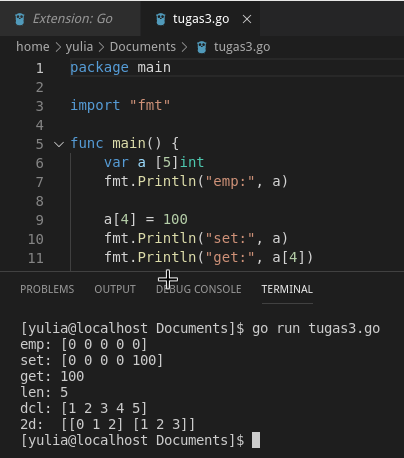 Extension: Go
tugas3.go
home > yulia > Documents > tugas3.go
1 package main
2
3 import "fmt"
4
5 func main() {
6 var a [5]int
7 fmt.Println("emp:", a)
8
9 a[4] = 100
10 fmt.Println("set:", a)
11 fmt.Println("get:", a[4])
PROBLEMS OUTPUT DEBUG CONSOLE TERMINAL
[yulia@localhost Documents]$ go run tugas3.go
emp: [0 0 0 0 0]
set: [0 0 0 0 100]
get: 100
len: 5
dcl: [1 2 3 4 5]
2d:  [[0 1 2] [1 2 3]]
[yulia@localhost Documents]$